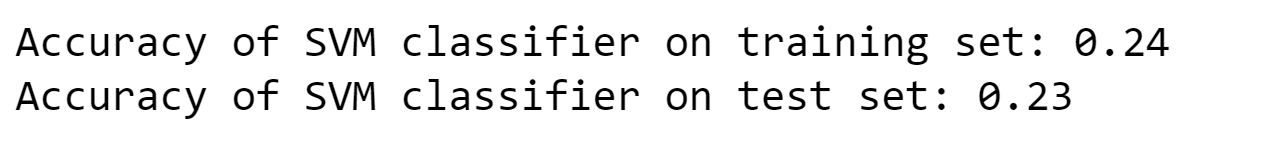 Accuracy of SVM classifier on training set: 0.24
Accuracy of SVM classifier on test set: 0.23